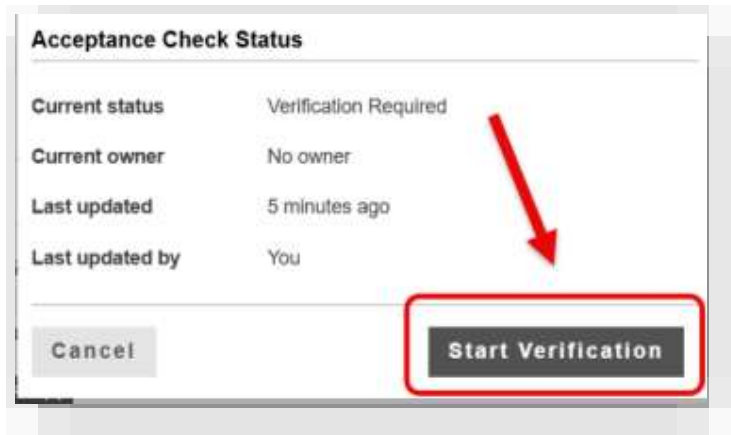 Acceptance Check Status
Current status Verification Required
Current owner No owner
Last updated 5 minutes ago
Last updated by You
Cancel Start Verification